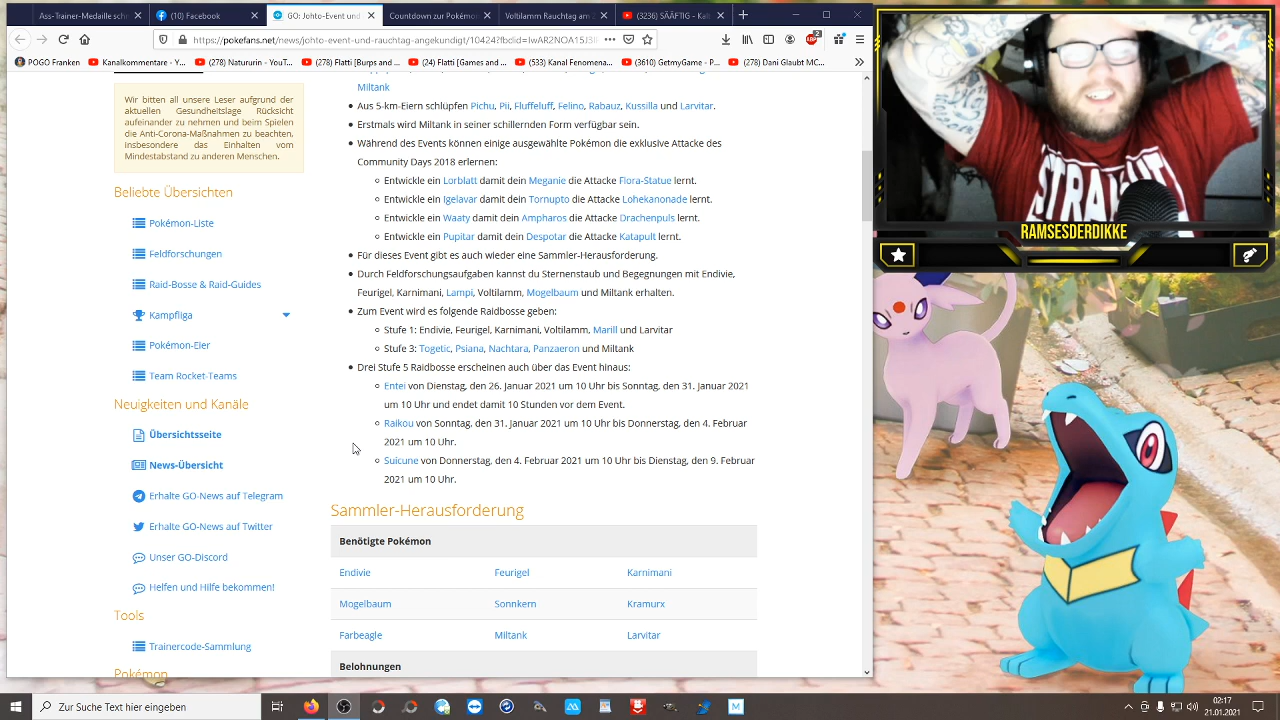 Ass-Trainer-Medaille sch
(10) Facebook
GO: Johto-Event und
Countdown zur Pokémo
Voltilamm Rauchtag am 2
(3236) SÄÄFTIG - Kal
https://pokefans.net/news/johto-event-und-rauchtag-angekundigt/10424?fbclid=IwAR2NOA15J3li
POGO Franken
Kanalkommentare - Y...
(278) Natururin - YouT...
(278) Flatti [Butts and ...
(24) Flatti [Games and ...
(533) Kanal Fenomena...
(3610) GetmyGame - P...
(278) Dani Glaubt MC...
Wir bitten all unsere Leser aufgrund der
aktuellen Gesundheitslage Rücksicht
aufeinander zu nehmen und beim Spielen
die Anti-Corona-Maßnahmen zu beachten.
Insbesondere das Einhalten vom
Mindestabstand zu anderen Menschen.
Beliebte Übersichten
Pokémon-Liste
Feldforschungen
Raid-Bosse & Raid-Guides
Kampfliga
Pokémon-Eier
Team Rocket-Teams
Neuigkeiten und Kanäle
Übersichtsseite
News-Übersicht
Erhalte GO-News auf Telegram
Erhalte GO-News auf Twitter
Unser GO-Discord
Helfen und Hilfe bekommen!
Tools
Trainercode-Sammlung
Pokémon
Miltank
Aus 5-km-Eiern schlüpfen Pichu, Pii, Fluffeluff, Felino, Rabauz, Kussilla und Larvitar.
Erstmals wird Miltank in seiner schillernden Form verfügbar sein.
Während des Events können einige ausgewählte Pokémon die exklusive Attacke des
Community Days 2018 erlernen:
Entwickle ein Lorblatt damit dein Meganie die Attacke Flora-Statue lernt.
Entwickle ein Igelavar damit dein Tornupto die Attacke Lohekanonade lernt.
Entwickle ein Waaty damit dein Ampharos die Attacke Drachenpuls lernt.
Entwickle ein Pupitar damit dein Despotar die Attacke Katapult lernt.
Für das Event gibt es auch wieder eine Sammler-Herausforderung.
Durch Feldforschungsaufgaben kannst du Sternenstaub und Begegnungen mit Endivie,
Feurigel, Karnimani, Lampi, Voltilamm, Mogelbaum und Miltank erhalten.
Zum Event wird es folgende Raidbosse geben:
Stufe 1: Endivie, Feurigel, Karnimani, Voltilamm, Marill und Larvitar
Stufe 3: Togetic, Psiana, Nachtara, Panzaeron und Miltank
Drei Stufe 5 Raidbosse erscheinen auch über das Event hinaus:
Entei von Dienstag, den 26. Januar 2021 um 10 Uhr bis Sonntag, den 31. Januar 2021
um 10 Uhr und endet damit 10 Stunden vor dem Event.
Raikou von Sonntag, den 31. Januar 2021 um 10 Uhr bis Donnerstag, den 4. Februar
2021 um 10 Uhr.
Suicune von Donnerstag, den 4. Februar 2021 um 10 Uhr bis Dienstag, den 9. Februar
2021 um 10 Uhr.
Sammler-Herausforderung
Benötigte Pokémon
Endivie Feurigel Karnimani
Mogelbaum Sonnkern Kramurx
Farbeagle Miltank Larvitar
Belohnungen
RAMSESDERDIKKE
Zur Suche Text hier eingeben
02:17
21.01.2021